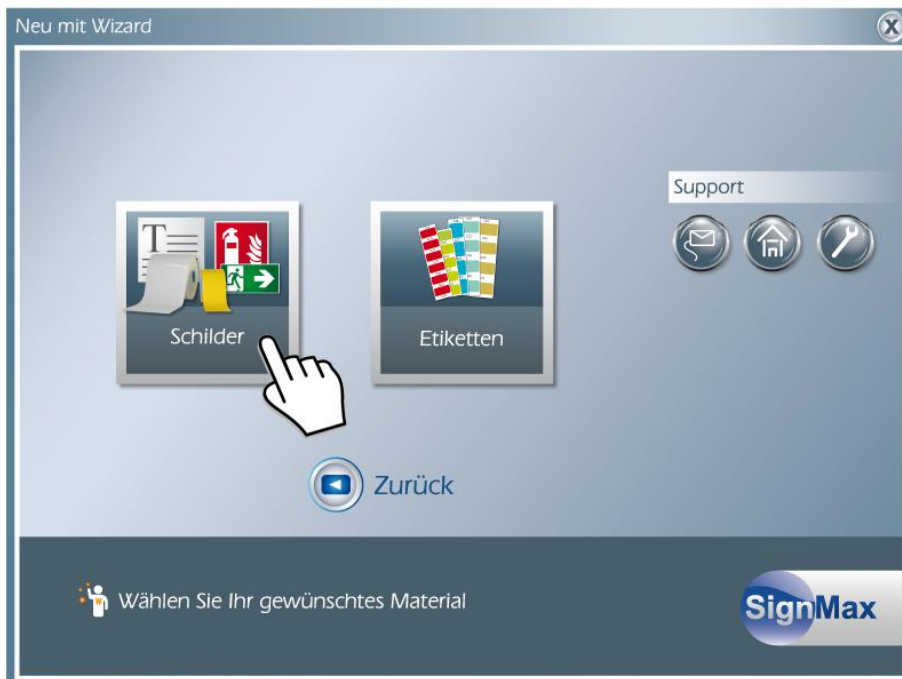 Neu mit Wizard
Support
T
Schilder
Etiketten
Zurück
W
Wählen Sie Ihr gewünschtes Material
SignMax